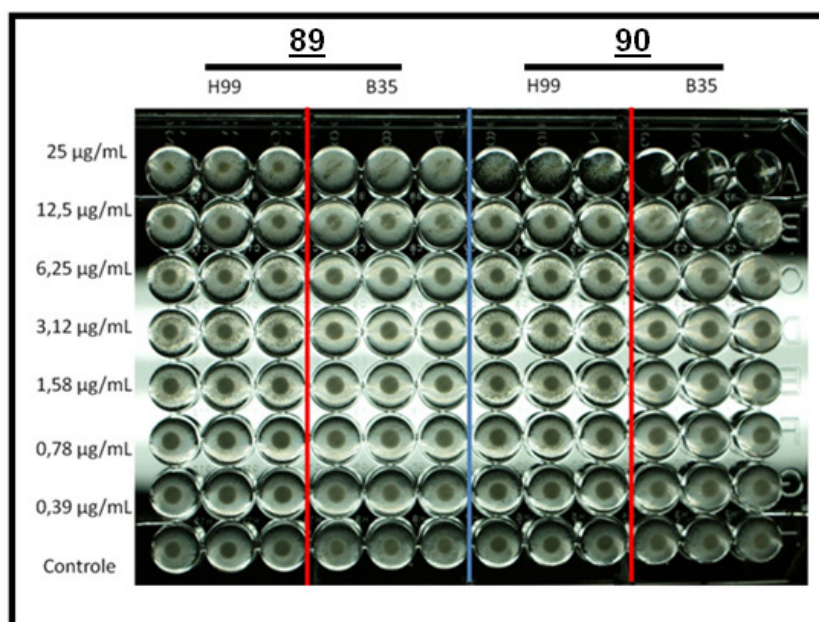 89 90
H99 B35 H99 B35
25 µg/mL
12,5 µg/mL
6,25 µg/mL
3,12 µg/mL
1,58 µg/mL
0,78 µg/mL
0,39 µg/mL
Controle